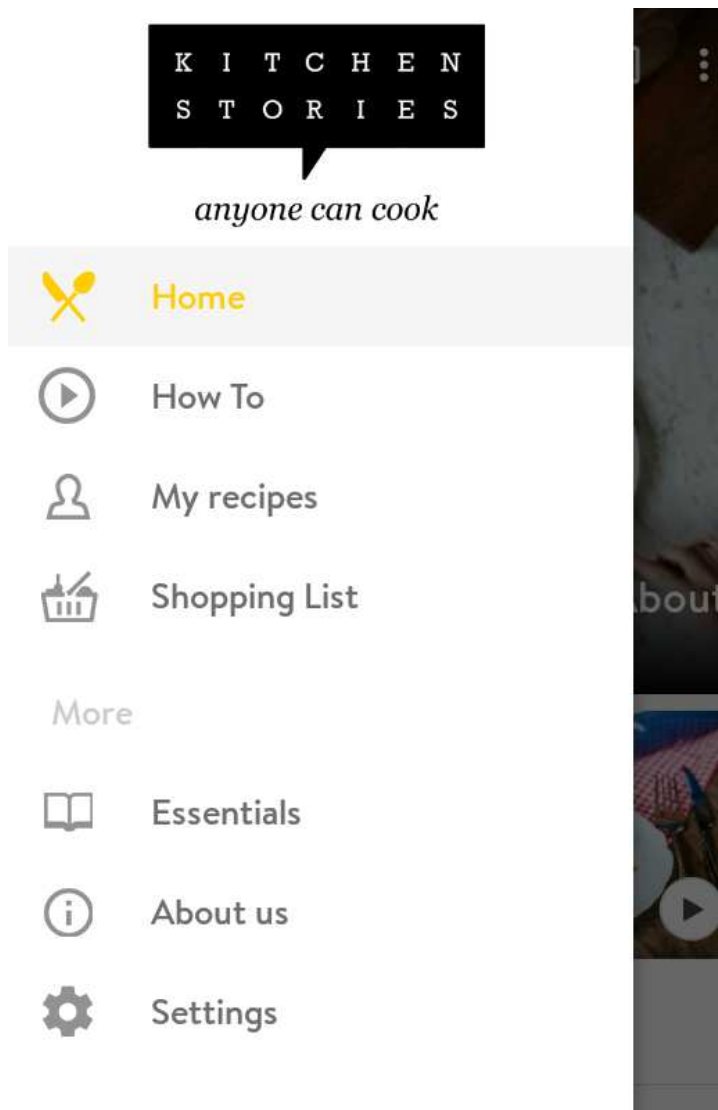 KITCHEN
STORIES
anyone can cook
Home
How To
My recipes
Shopping List
More
Essentials
About us
Settings